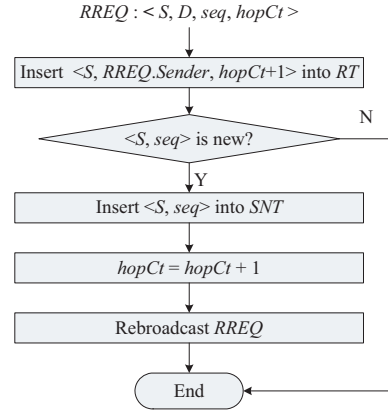 RREQ : < S, D, seq, hopCt >
Insert <S, RREQ.Sender, hopCt+1> into RT
N
<S, seq> is new?
Y
Insert <S, seq> into SNT
hopCt = hopCt + 1
Rebroadcast RREQ
End